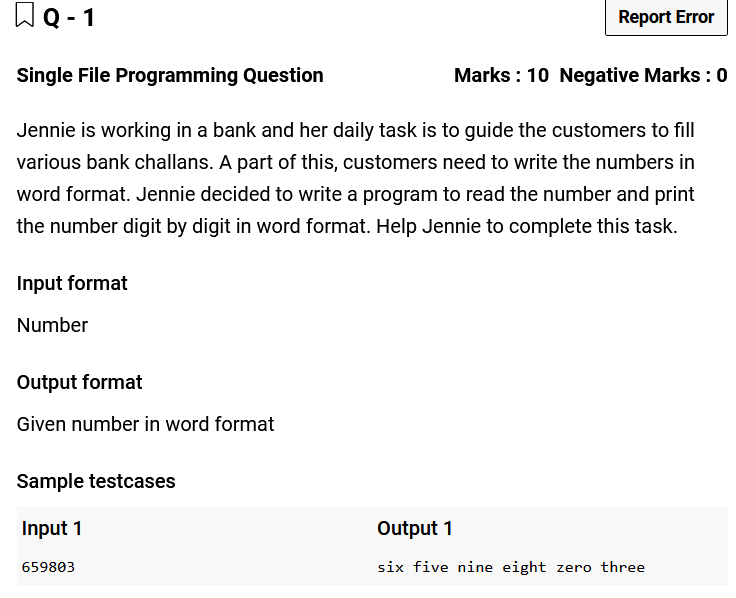 Q - 1
Report Error
Single File Programming Question
Marks : 10 Negative Marks : 0
Jennie is working in a bank and her daily task is to guide the customers to fill
various bank challans. A part of this, customers need to write the numbers in
word format. Jennie decided to write a program to read the number and print
the number digit by digit in word format. Help Jennie to complete this task.
Input format
Number
Output format
Given number in word format
Sample testcases
Input 1
Output 1
659803
six five nine eight zero three